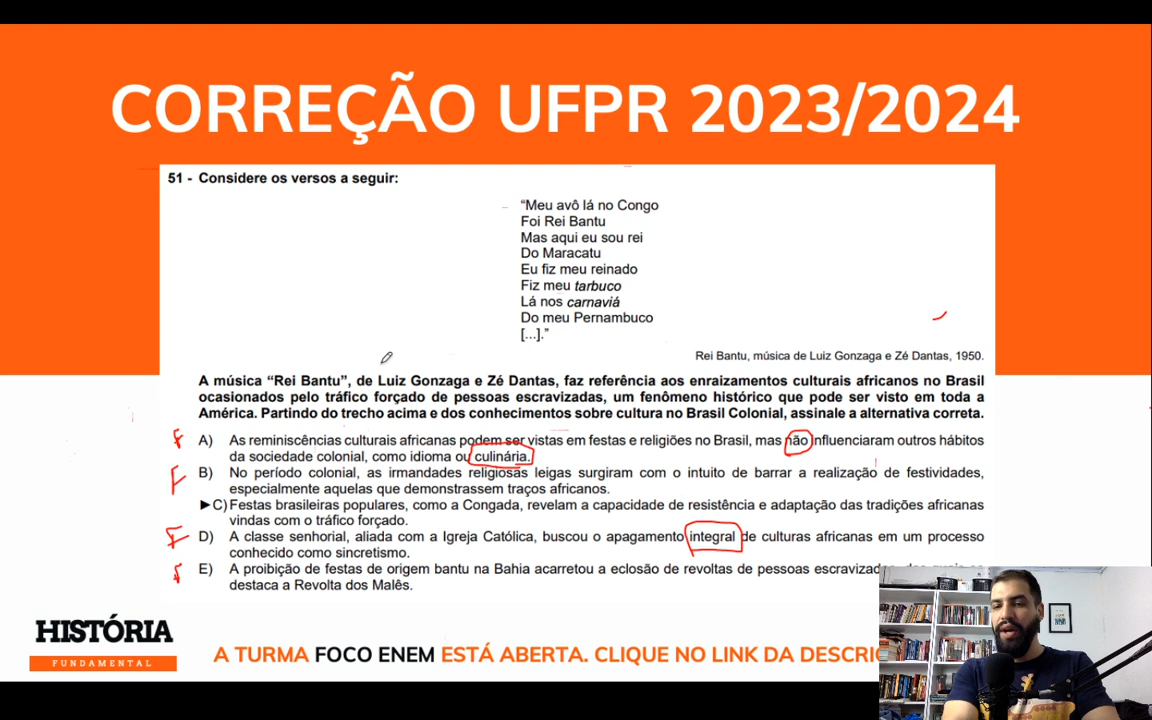 CORREÇÃO UFPR 2023/2024
51 - Considere os versos a seguir:
“Meu avô lá no Congo
Foi Rei Bantu
Mas aqui eu sou rei
Do Maracatu
Eu fiz meu reinado
Fiz meu tarbuco
Lá nos carnaviá
Do meu Pernambuco
[...].”
Rei Bantu, música de Luiz Gonzaga e Zé Dantas, 1950.
A música “Rei Bantu”, de Luiz Gonzaga e Zé Dantas, faz referência aos enraizamentos culturais africanos no Brasil
ocasionados pelo tráfico forçado de pessoas escravizadas, um fenômeno histórico que pode ser visto em toda a
América. Partindo do trecho acima e dos conhecimentos sobre cultura no Brasil Colonial, assinale a alternativa correta.
F A) As reminiscências culturais africanas podem ser vistas em festas e religiões no Brasil, mas não influenciaram outros hábitos
da sociedade colonial, como idioma ou culinária.
F B) No período colonial, as irmandades religiosas leigas surgiram com o intuito de barrar a realização de festividades,
especialmente aquelas que demonstrassem traços africanos.
►C) Festas brasileiras populares, como a Congada, revelam a capacidade de resistência e adaptação das tradições africanas
vindas com o tráfico forçado.
F D) A classe senhorial, aliada com a Igreja Católica, buscou o apagamento integral de culturas africanas em um processo
conhecido como sincretismo.
F E) A proibição de festas de origem bantu na Bahia acarretou a eclosão de revoltas de pessoas
destaca a Revolta dos Malês.
HISTÓRIA
FUNDAMENTAL
A TURMA FOCO ENEM ESTÁ ABERTA. CLIQUE NO LINK DA